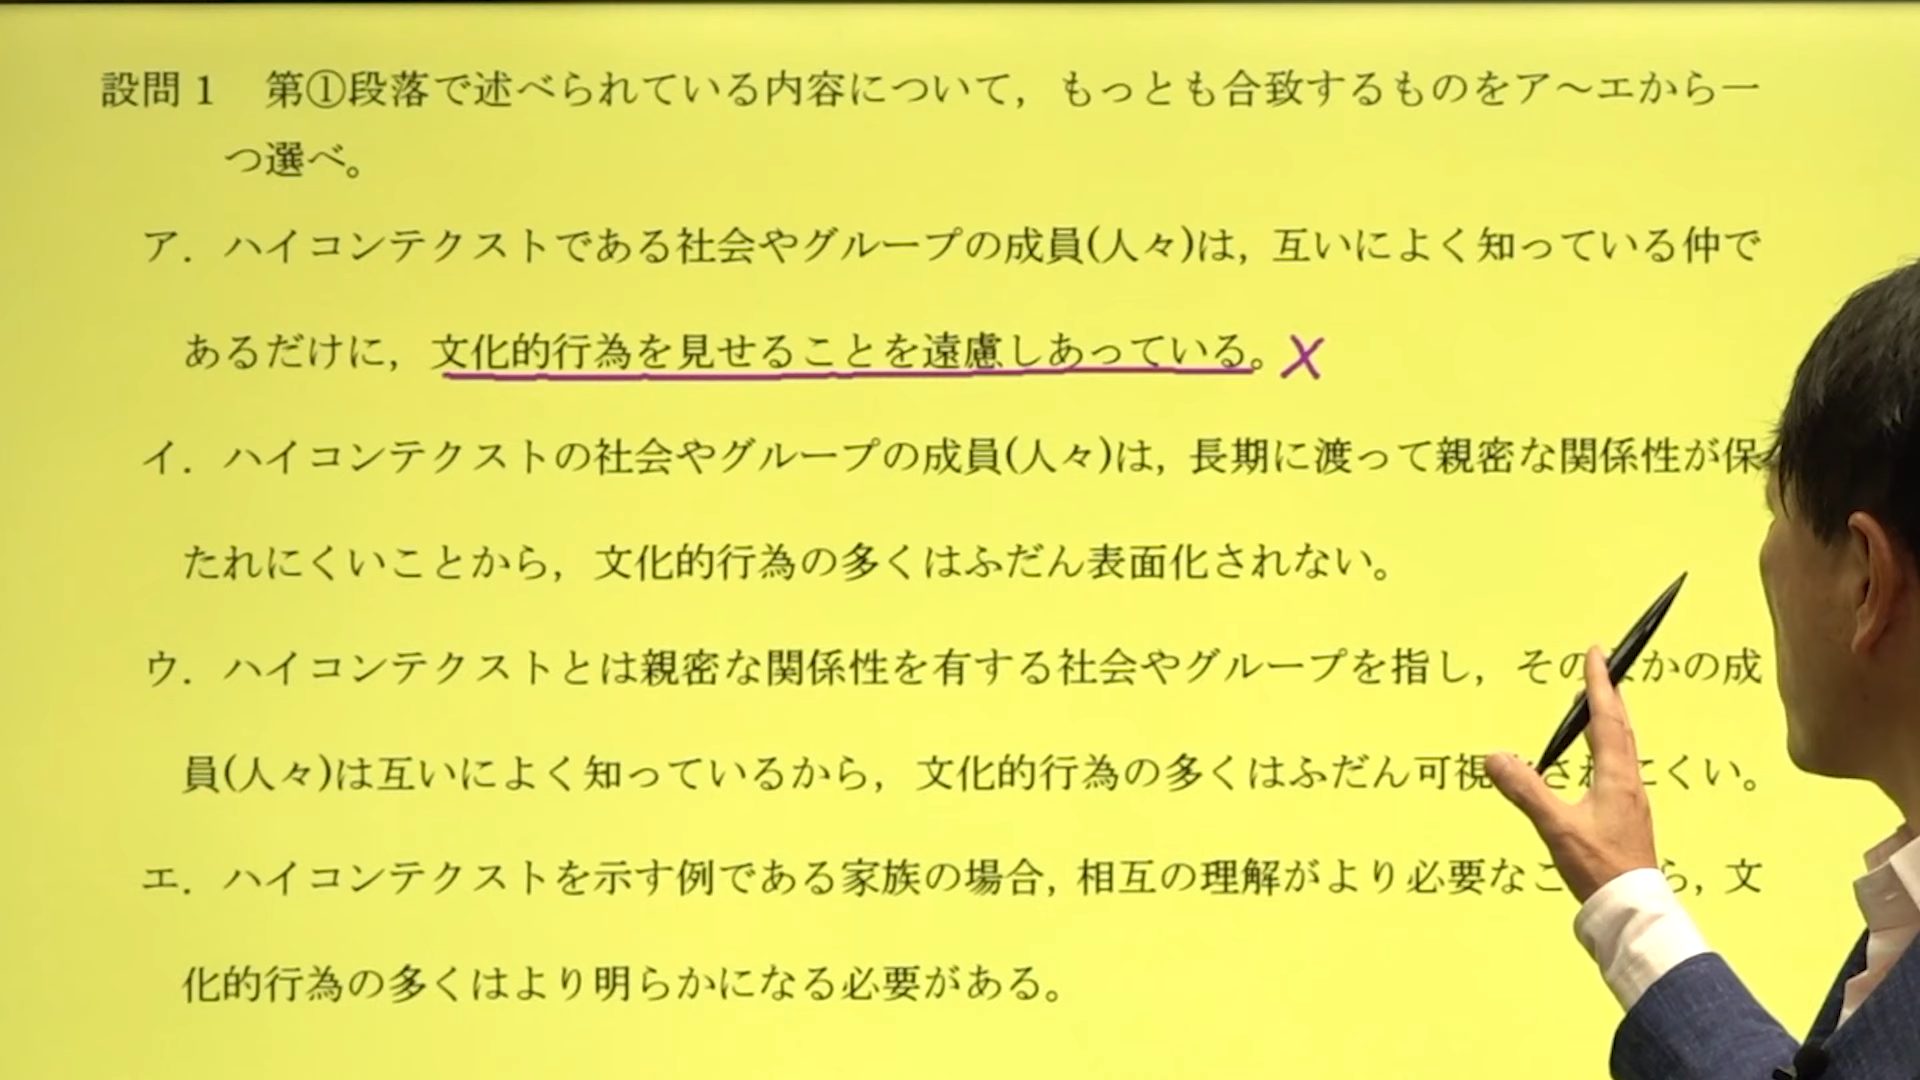 設問1 第①段落で述べられている内容について，もっとも合致するものをア～エから一
つ選べ。
ア．ハイコンテクストである社会やグループの成員(人々)は，互いによく知っている仲で
あるだけに，文化的行為を見せることを遠慮しあっている。×
イ．ハイコンテクストの社会やグループの成員(人々)は，長期に渡って親密な関係性が保
たれにくいことから，文化的行為の多くはふだん表面化されない。
ウ．ハイコンテクストとは親密な関係性を有する社会やグループを指し，その かの成
員(人々)は互いによく知っているから，文化的行為の多くはふだん可視 にくい。
エ．ハイコンテクストを示す例である家族の場合，相互の理解がより必要なこ ら，文
化的行為の多くはより明らかになる必要がある。